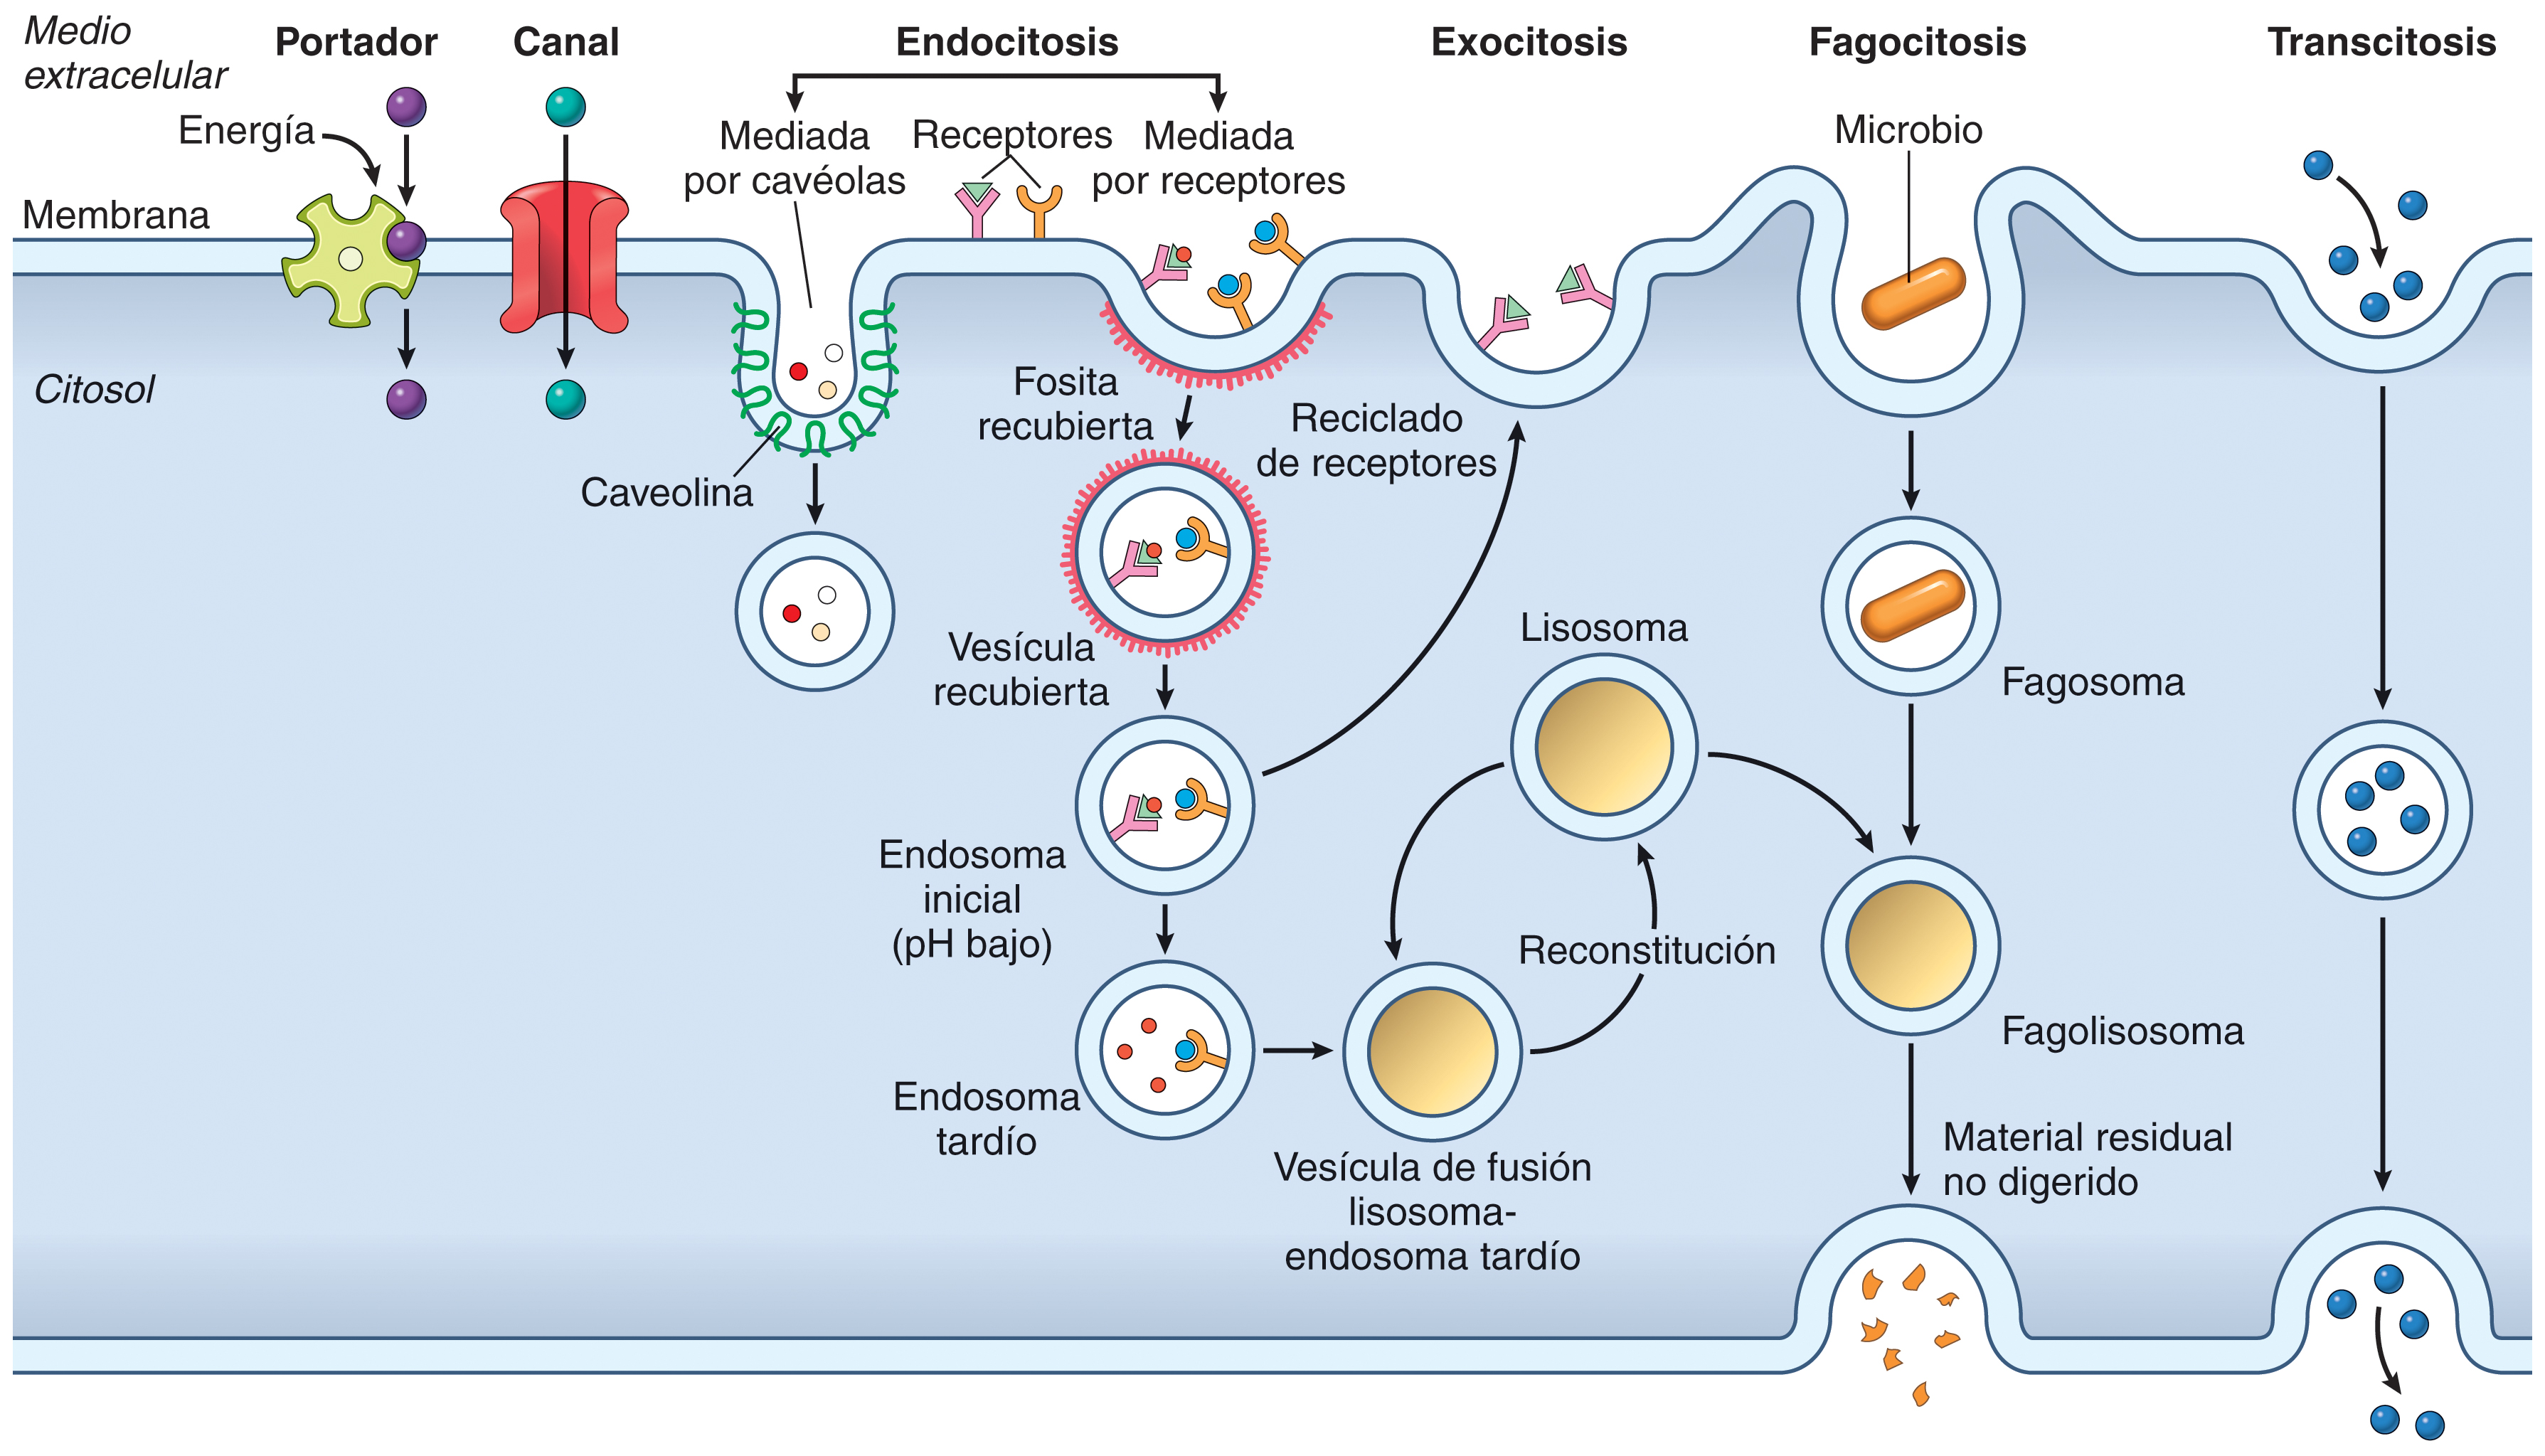 Medio
extracelular
Portador
Canal
Endocitosis
Exocitosis
Fagocitosis
Transcitosis
Energía
Mediada
por cavéolas
Receptores
Mediada
por receptores
Microbio
Membrana
Citosol
Fosita
recubierta
Reciclado
de receptores
Caveolina
Vesícula
recubierta
Lisosoma
Fagosoma
Endosoma
inicial
(pH bajo)
Reconstitución
Fagolisosoma
Endosoma
tardío
Material residual
no digerido
Vesícula de fusión
lisosoma-
endosoma tardío